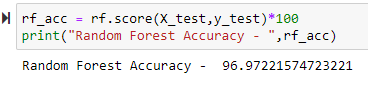 rf_acc = rf.score(X_test,y_test)*100
print("Random Forest Accuracy - ",rf_acc)
Random Forest Accuracy -  96.97221574723221